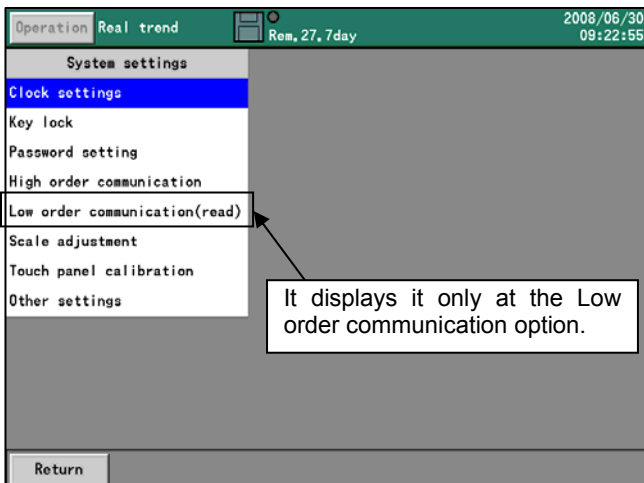 Operation Real trend Rem. 27.7day 2008/06/30
09:22:55
System settings
Clock settings
Key lock
Password setting
High order communication
Low order communication(read)
Scale adjustment
Touch panel calibration
Other settings
It displays it only at the Low
order communication option.
Return